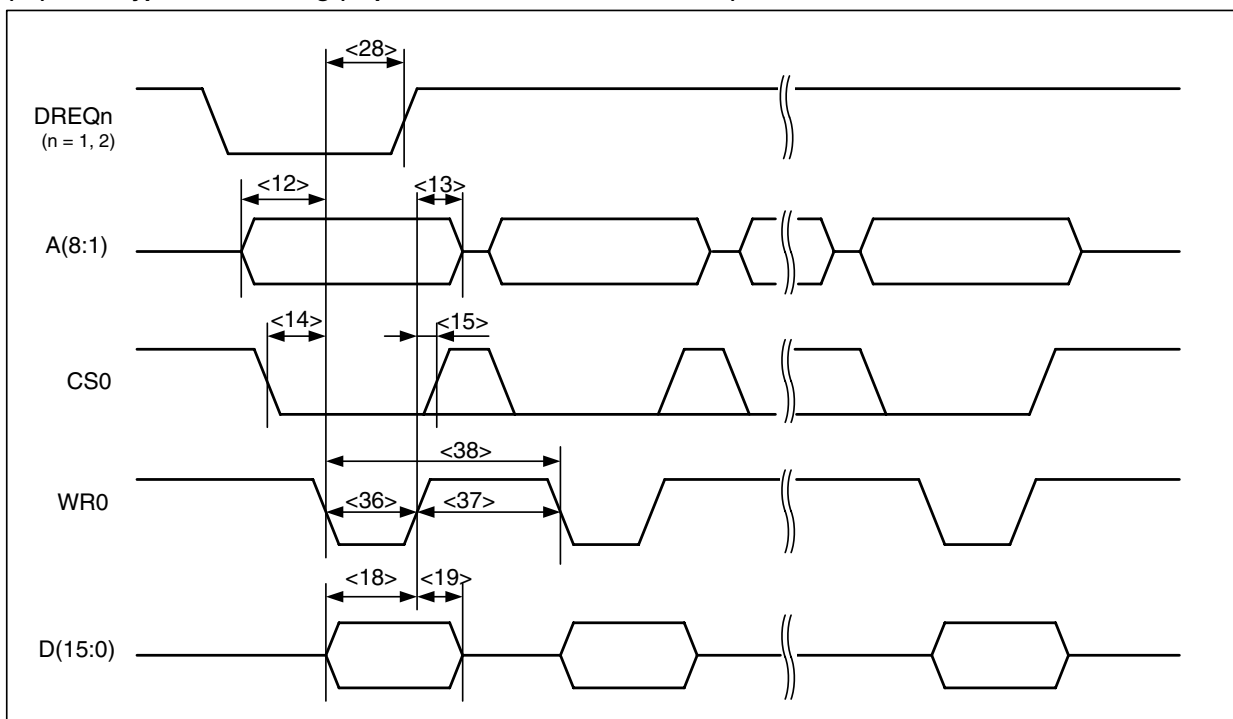 <28>
DREQn
(n = 1, 2)
<12>
<13>
A(8:1)
<14>
<15>
CS0
<38>
WR0
<36>
<37>
<18>
<19>
D(15:0)